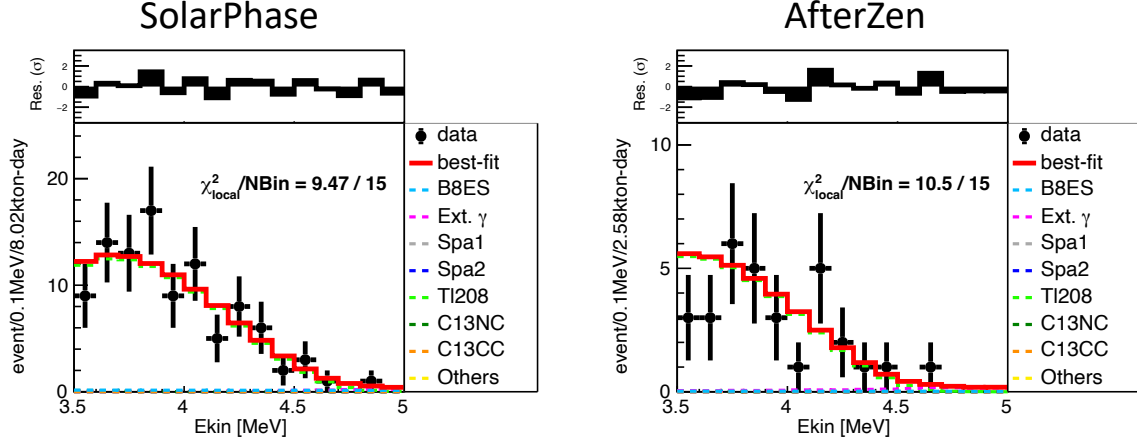 SolarPhase
Res. (σ)
2
0
−2
event/0.1MeV/8.02kton-day
20
10
0
χ²local/NBin = 9.47 / 15
3.5 4 4.5 5
Ekin [MeV]
data
best-fit
B8ES
Ext. γ
Spa1
Spa2
Tl208
C13NC
C13CC
Others
AfterZen
Res. (σ)
2
0
−2
event/0.1MeV/2.58kton-day
10
5
0
χ²local/NBin = 10.5 / 15
3.5 4 4.5 5
Ekin [MeV]
data
best-fit
B8ES
Ext. γ
Spa1
Spa2
Tl208
C13NC
C13CC
Others